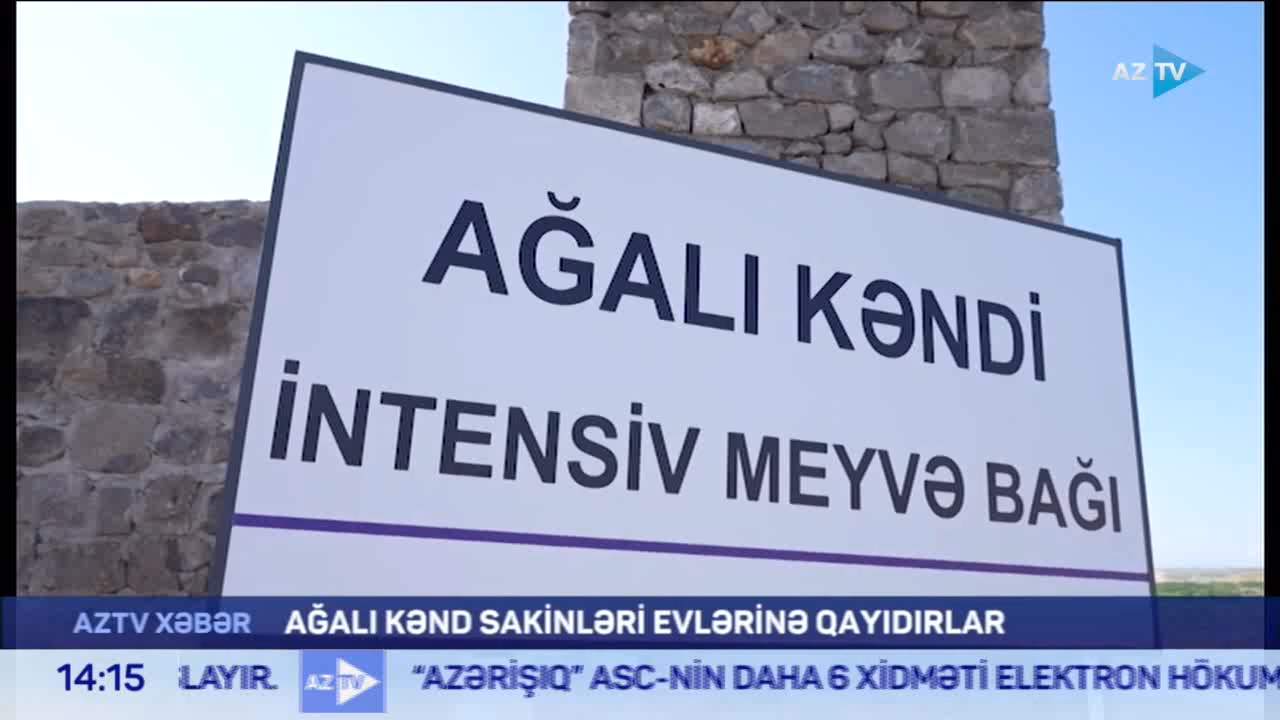 AZ TV
AĞALI KƏNDİ
İNTENSİV MEYVƏ BAĞI
AZTV XƏBƏR AĞALI KƏND SAKİNLƏRİ EVLƏRİNƏ QAYIDIRLAR
14:15 LAYIR. AZ TV “AZƏRİŞIQ” ASC-NİN DAHA 6 XİDMƏTİ ELEKTRON HÖKUM